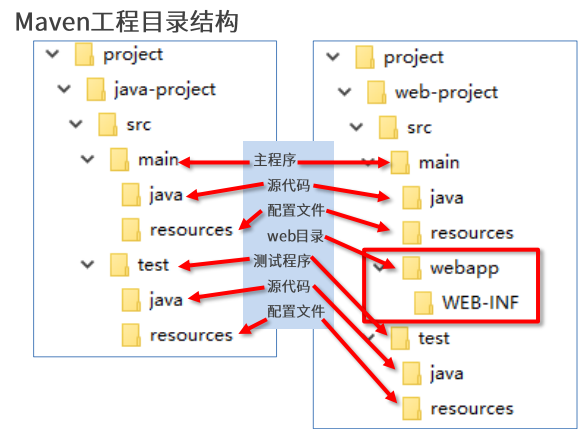 Maven工程目录结构
project
java-project
src
main
java
resources
test
java
resources
主程序
源代码
配置文件
web目录
测试程序
源代码
配置文件
project
web-project
src
main
java
resources
webapp
WEB-INF
test
java
resources